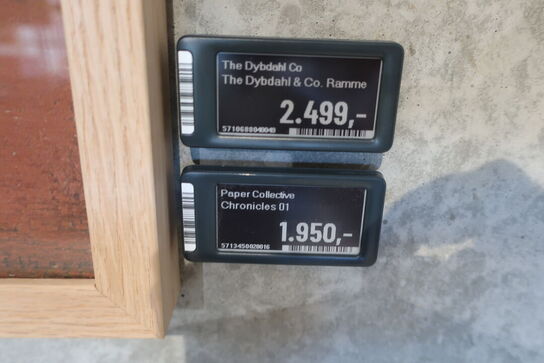 The Dybdahl Co
The Dybdahl & Co. Ramme
2.499,-
5710688040049
Paper Collective
Chronicles 01
1.950,-
5713450020016